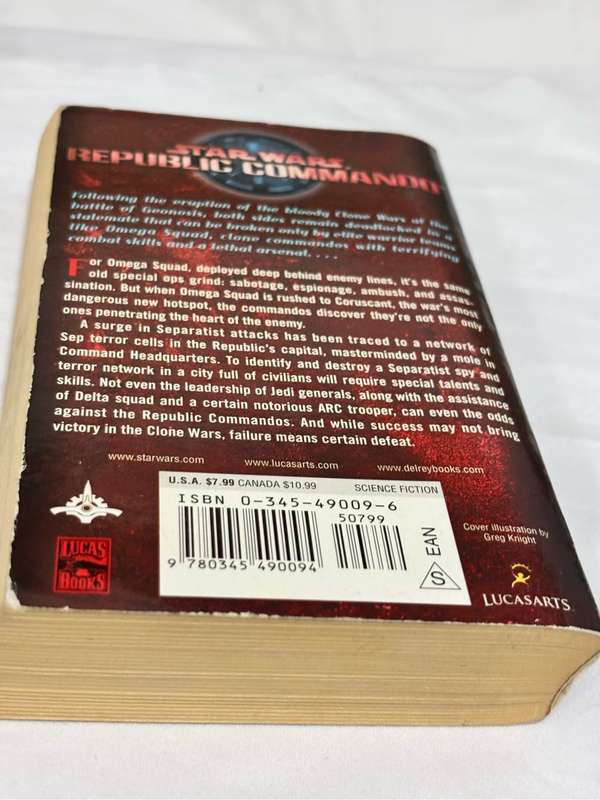 STAR WARS
REPUBLIC COMMANDO
Following the eruption of the bloody Clone Wars at the
battle of Geonosis, both sides remain deadlocked in a
stalemate that can be broken only by elite warrior teams
like Omega Squad, clone commandos with terrifying
combat skills and a lethal arsenal. . . .
For Omega Squad, deployed deep behind enemy lines, it's the same
old special ops grind: sabotage, espionage, ambush, and assas-
sination. But when Omega Squad is rushed to Coruscant, the war's most
dangerous new hotspot, the commandos discover they're not the only
ones penetrating the heart of the enemy.
A surge in Separatist attacks has been traced to a network of
Sep terror cells in the Republic's capital, masterminded by a mole in
Command Headquarters. To identify and destroy a Separatist spy and
terror network in a city full of civilians will require special talents and
skills. Not even the leadership of Jedi generals, along with the assistance
of Delta squad and a certain notorious ARC trooper, can even the odds
against the Republic Commandos. And while success may not bring
victory in the Clone Wars, failure means certain defeat.
www.starwars.com www.lucasarts.com www.delreybooks.com
U.S.A. $7.99 CANADA $10.99 SCIENCE FICTION
ISBN 0-345-49009-6
50799
9 780345 490094
S EAN
Cover illustration by
Greg Knight
LUCAS
BOOKS
LUCASARTS